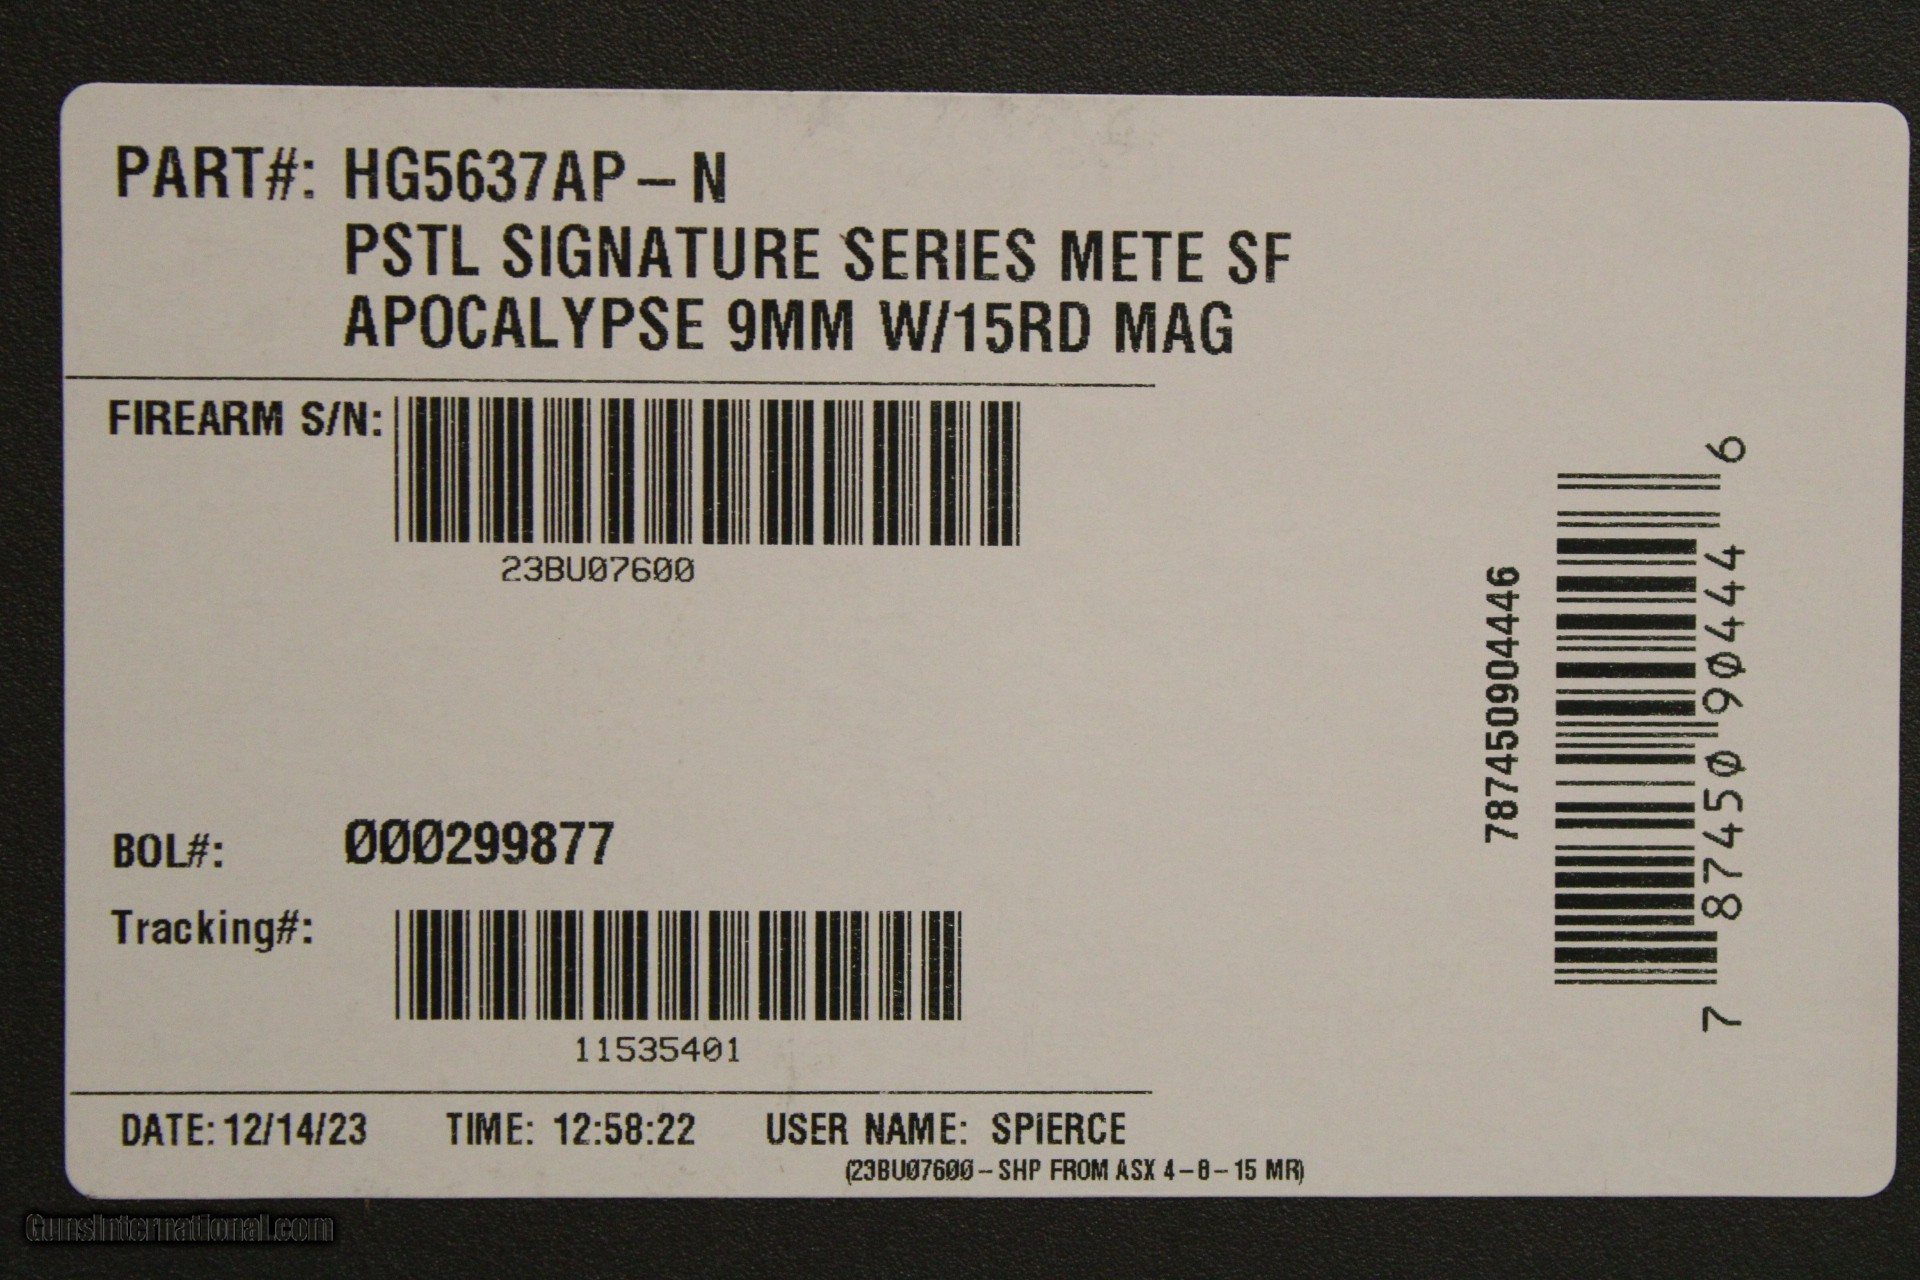 PART#: HG5637AP-N
PSTL SIGNATURE SERIES METE SF
APOCALYPSE 9MM W/15RD MAG
FIREARM S/N:
23BU07600
BOL#: 000299877
Tracking#:
11535401
DATE: 12/14/23 TIME: 12:58:22 USER NAME: SPIERCE
(23BU07600-SHP FROM ASX 4-8-15 MR)
787450904446
7 87450 90444 6
GunsInternational.com